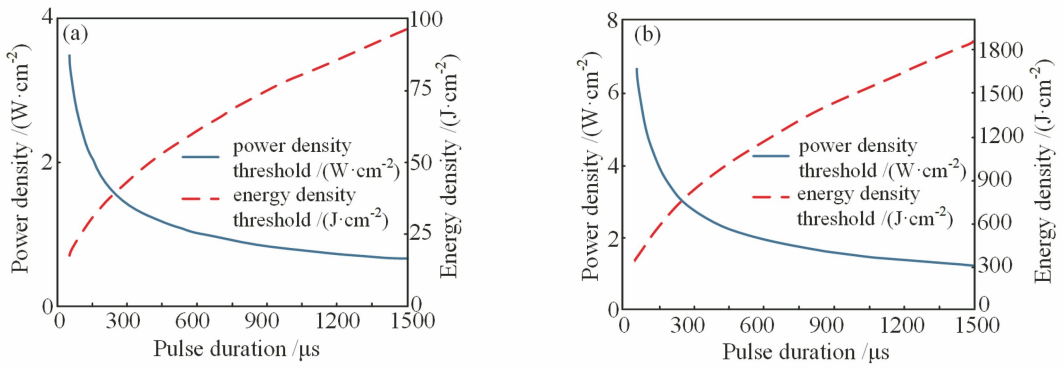 (a)
Power density /(W·cm⁻²)
4
2
0
100
75
50
25
0
Energy density /(J·cm⁻²)
power density
threshold /(W·cm⁻²)
energy density
threshold /(J·cm⁻²)
0 300 600 900 1200 1500
Pulse duration /μs
(b)
Power density /(W·cm⁻²)
8
6
4
2
0
1800
1500
1200
900
600
300
0
Energy density /(J·cm⁻²)
power density
threshold /(W·cm⁻²)
energy density
threshold /(J·cm⁻²)
0 300 600 900 1200 1500
Pulse duration /μs